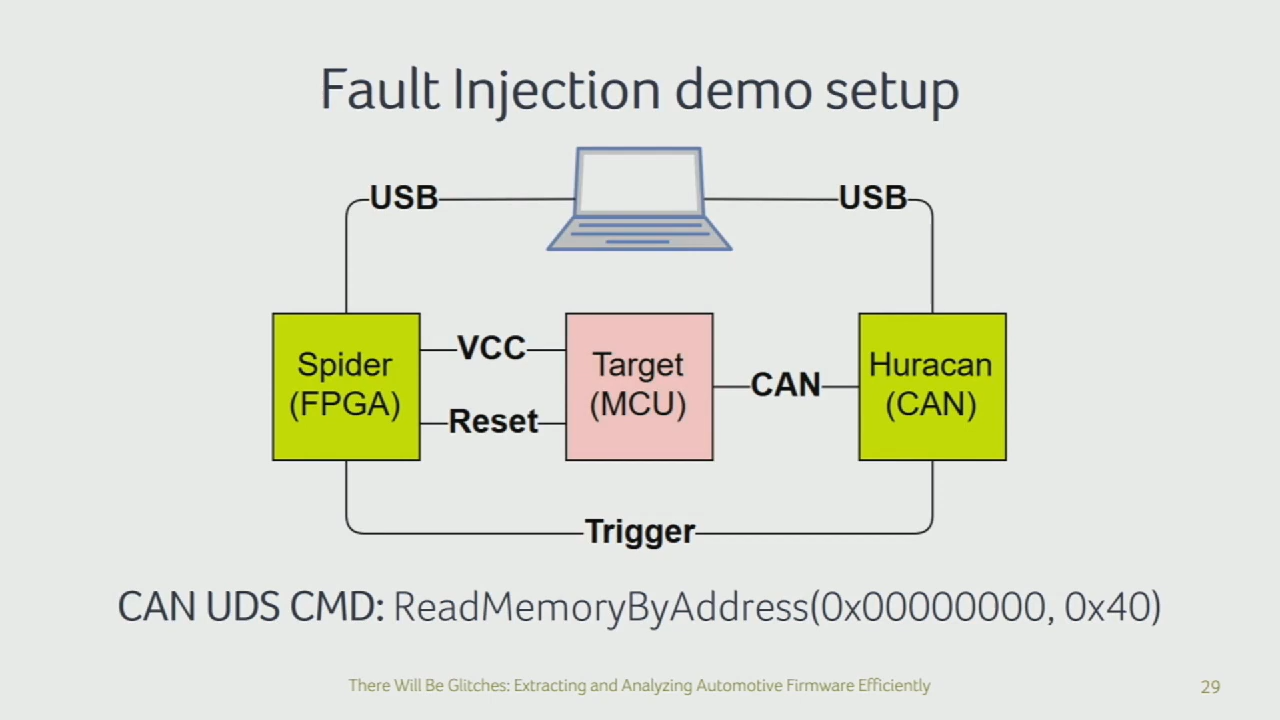 Fault Injection demo setup
USB
USB
Spider
(FPGA)
VCC
Reset
Target
(MCU)
CAN
Huracan
(CAN)
Trigger
CAN UDS CMD: ReadMemoryByAddress(0x00000000, 0x40)
There Will Be Glitches: Extracting and Analyzing Automotive Firmware Efficiently
29